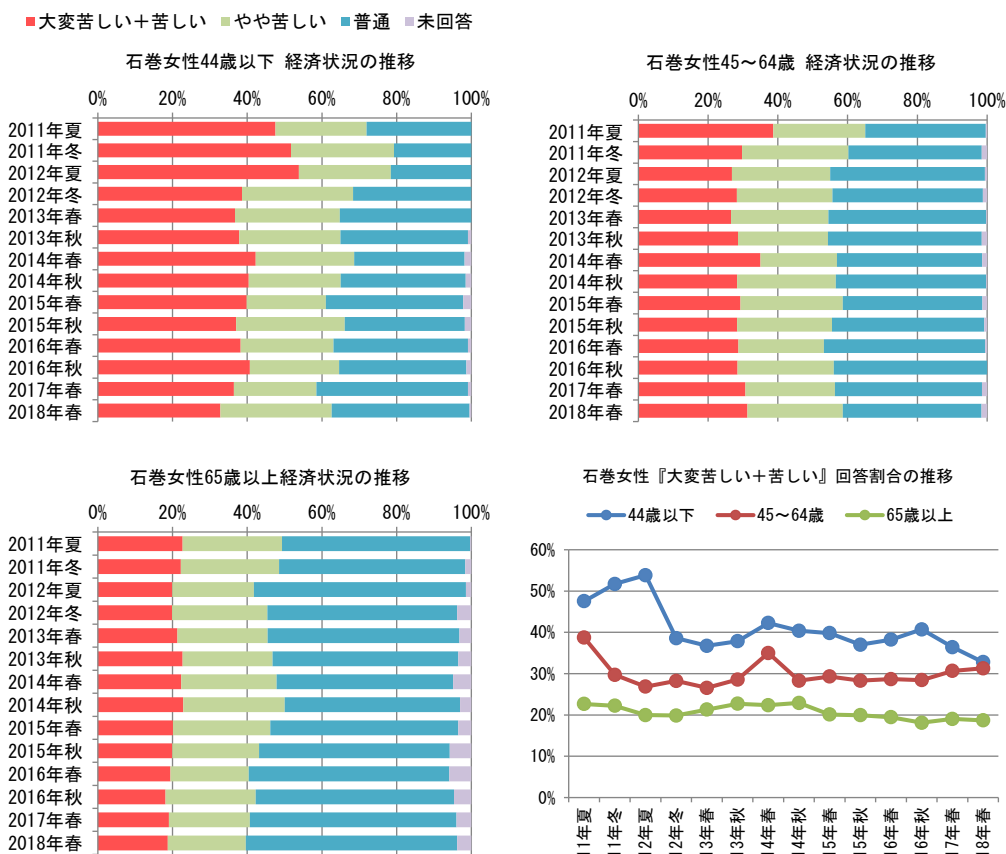 大変苦しい＋苦しい やや苦しい 普通 未回答
石巻女性44歳以下 経済状況の推移
0% 20% 40% 60% 80% 100%
2011年夏
2011年冬
2012年夏
2012年冬
2013年春
2013年秋
2014年春
2014年秋
2015年春
2015年秋
2016年春
2016年秋
2017年春
2018年春
石巻女性45～64歳 経済状況の推移
0% 20% 40% 60% 80% 100%
2011年夏
2011年冬
2012年夏
2012年冬
2013年春
2013年秋
2014年春
2014年秋
2015年春
2015年秋
2016年春
2016年秋
2017年春
2018年春
石巻女性65歳以上経済状況の推移
0% 20% 40% 60% 80% 100%
2011年夏
2011年冬
2012年夏
2012年冬
2013年春
2013年秋
2014年春
2014年秋
2015年春
2015年秋
2016年春
2016年秋
2017年春
2018年春
石巻女性『大変苦しい＋苦しい』回答割合の推移
44歳以下 45～64歳 65歳以上
60%
50%
40%
30%
20%
10%
0%
11年夏
11年冬
12年夏
12年冬
13年春
13年秋
14年春
14年秋
15年春
15年秋
16年春
16年秋
17年春
18年春